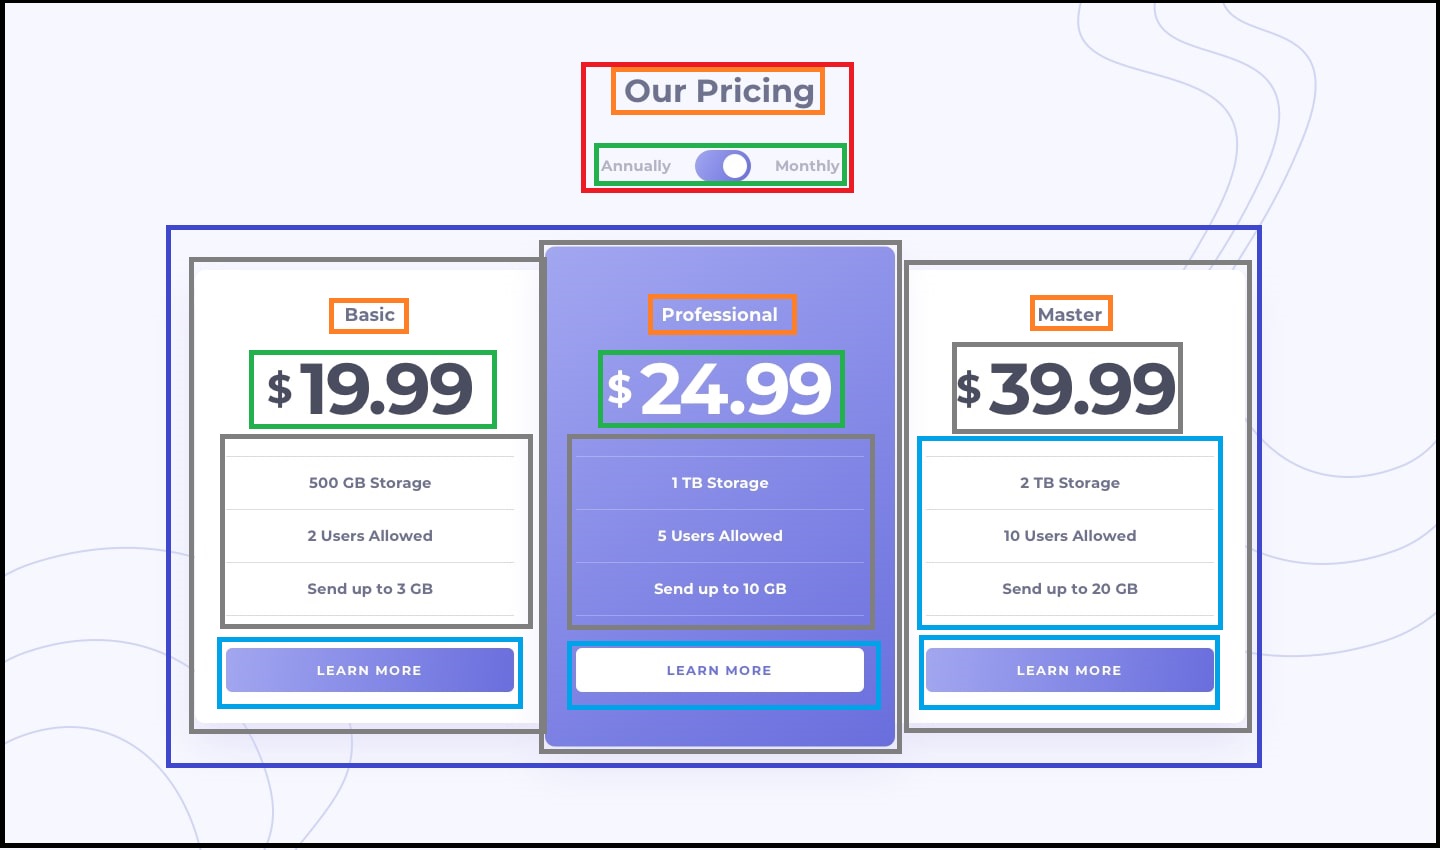 Our Pricing
Annually Monthly
Basic
$ 19.99
500 GB Storage
2 Users Allowed
Send up to 3 GB
LEARN MORE
Professional
$ 24.99
1 TB Storage
5 Users Allowed
Send up to 10 GB
LEARN MORE
Master
$ 39.99
2 TB Storage
10 Users Allowed
Send up to 20 GB
LEARN MORE